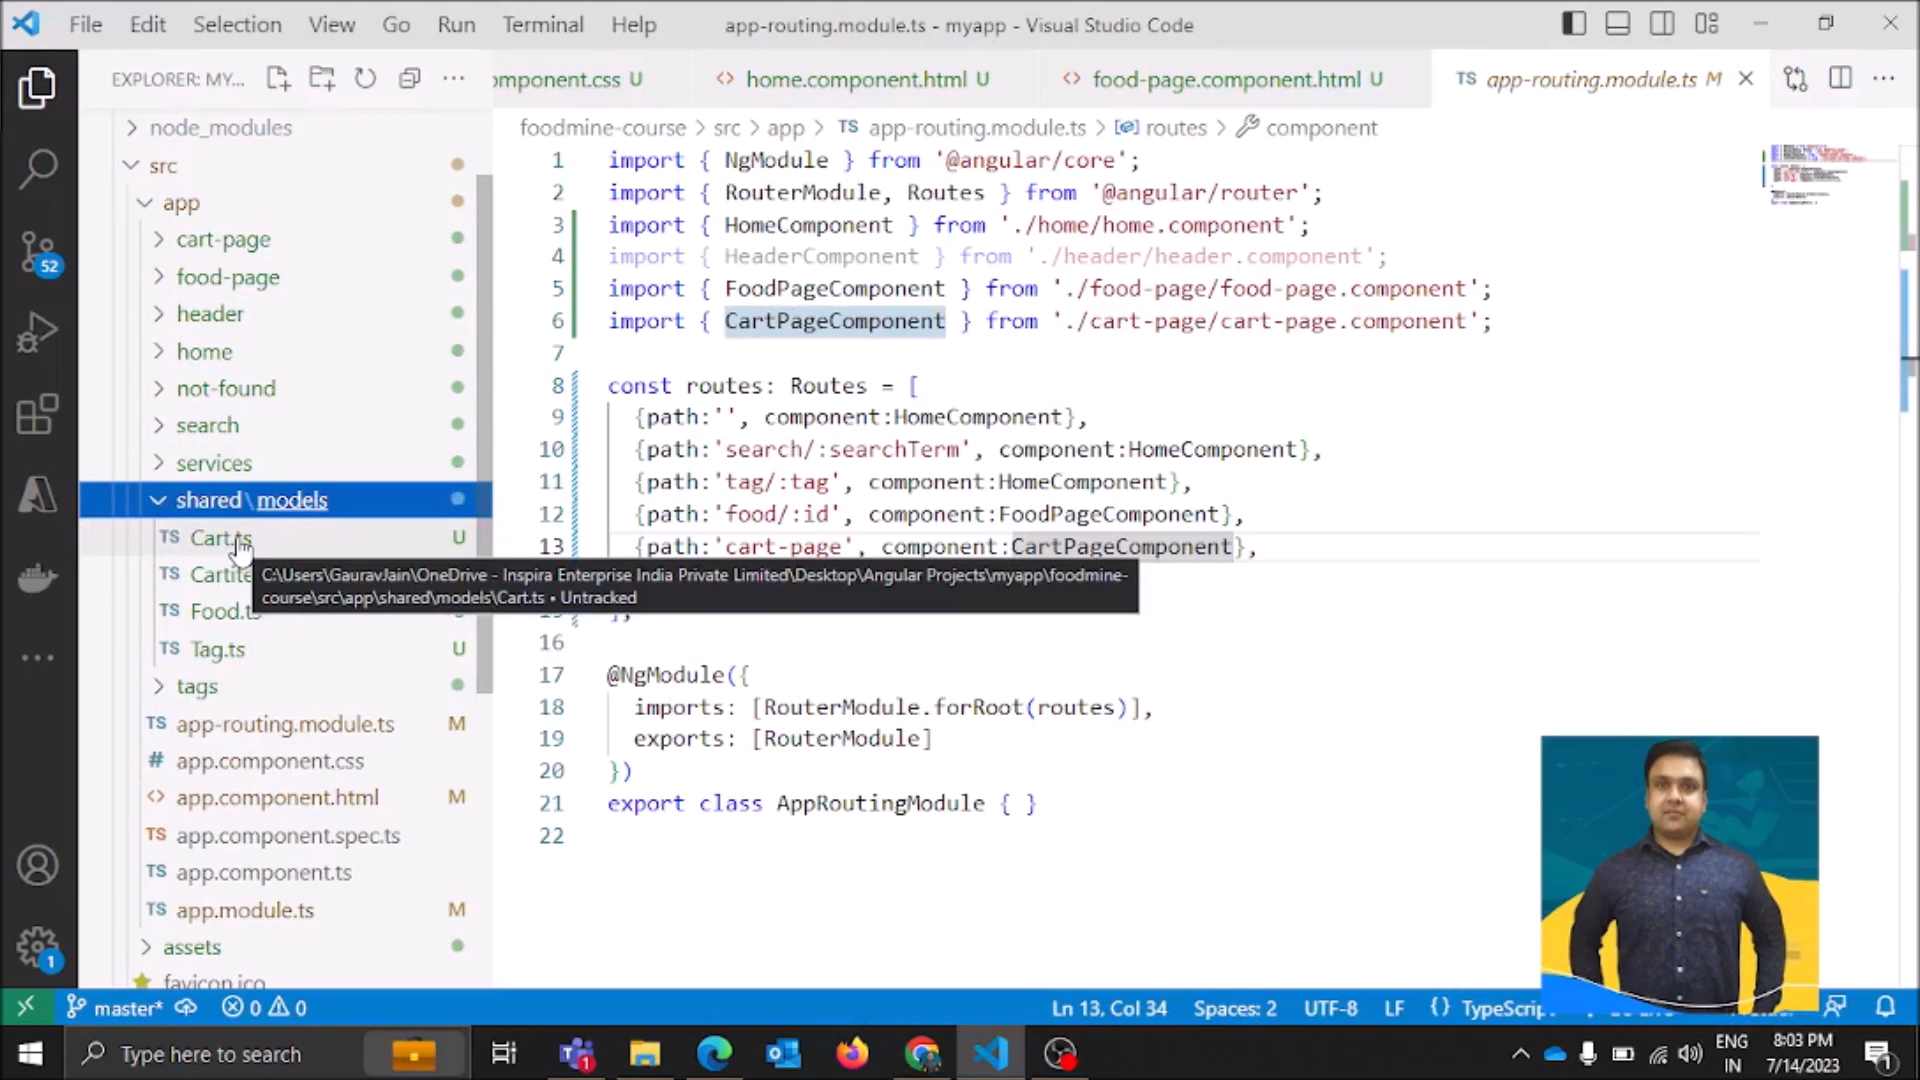 File Edit Selection View Go Run Terminal Help
app-routing.module.ts - myapp - Visual Studio Code
EXPLORER: MY...
omponent.css U
<> home.component.html U
<> food-page.component.html U
TS app-routing.module.ts M
foodmine-course > src > app > TS app-routing.module.ts > routes > component
node_modules
src
app
cart-page
food-page
header
home
not-found
search
services
shared \ models
TS Cart.ts U
TS
TS
TS Tag.ts U
tags
TS app-routing.module.ts M
# app.component.css
<> app.component.html M
TS app.component.spec.ts
TS app.component.ts
TS app.module.ts M
assets
favicon.ico
52
1
1 import { NgModule } from '@angular/core';
2 import { RouterModule, Routes } from '@angular/router';
3 import { HomeComponent } from './home/home.component';
4 import { HeaderComponent } from './header/header.component';
5 import { FoodPageComponent } from './food-page/food-page.component';
6 import { CartPageComponent } from './cart-page/cart-page.component';
7
8 const routes: Routes = [
9 {path:'', component:HomeComponent},
10 {path:'search/:searchTerm', component:HomeComponent},
11 {path:'tag/:tag', component:HomeComponent},
12 {path:'food/:id', component:FoodPageComponent},
13 {path:'cart-page', component:CartPageComponent},
C:\Users\GauravJain\OneDrive - Inspira Enterprise India Private Limited\Desktop\Angular Projects\myapp\foodmine-
course\src\app\shared\models\Cart.ts • Untracked
16
17 @NgModule({
18 imports: [RouterModule.forRoot(routes)],
19 exports: [RouterModule]
20 })
21 export class AppRoutingModule { }
22
master* 0 0
Ln 13, Col 34 Spaces: 2 UTF-8 LF {} TypeScript
Type here to search
1
ENG
IN
8:03 PM
7/14/2023
1